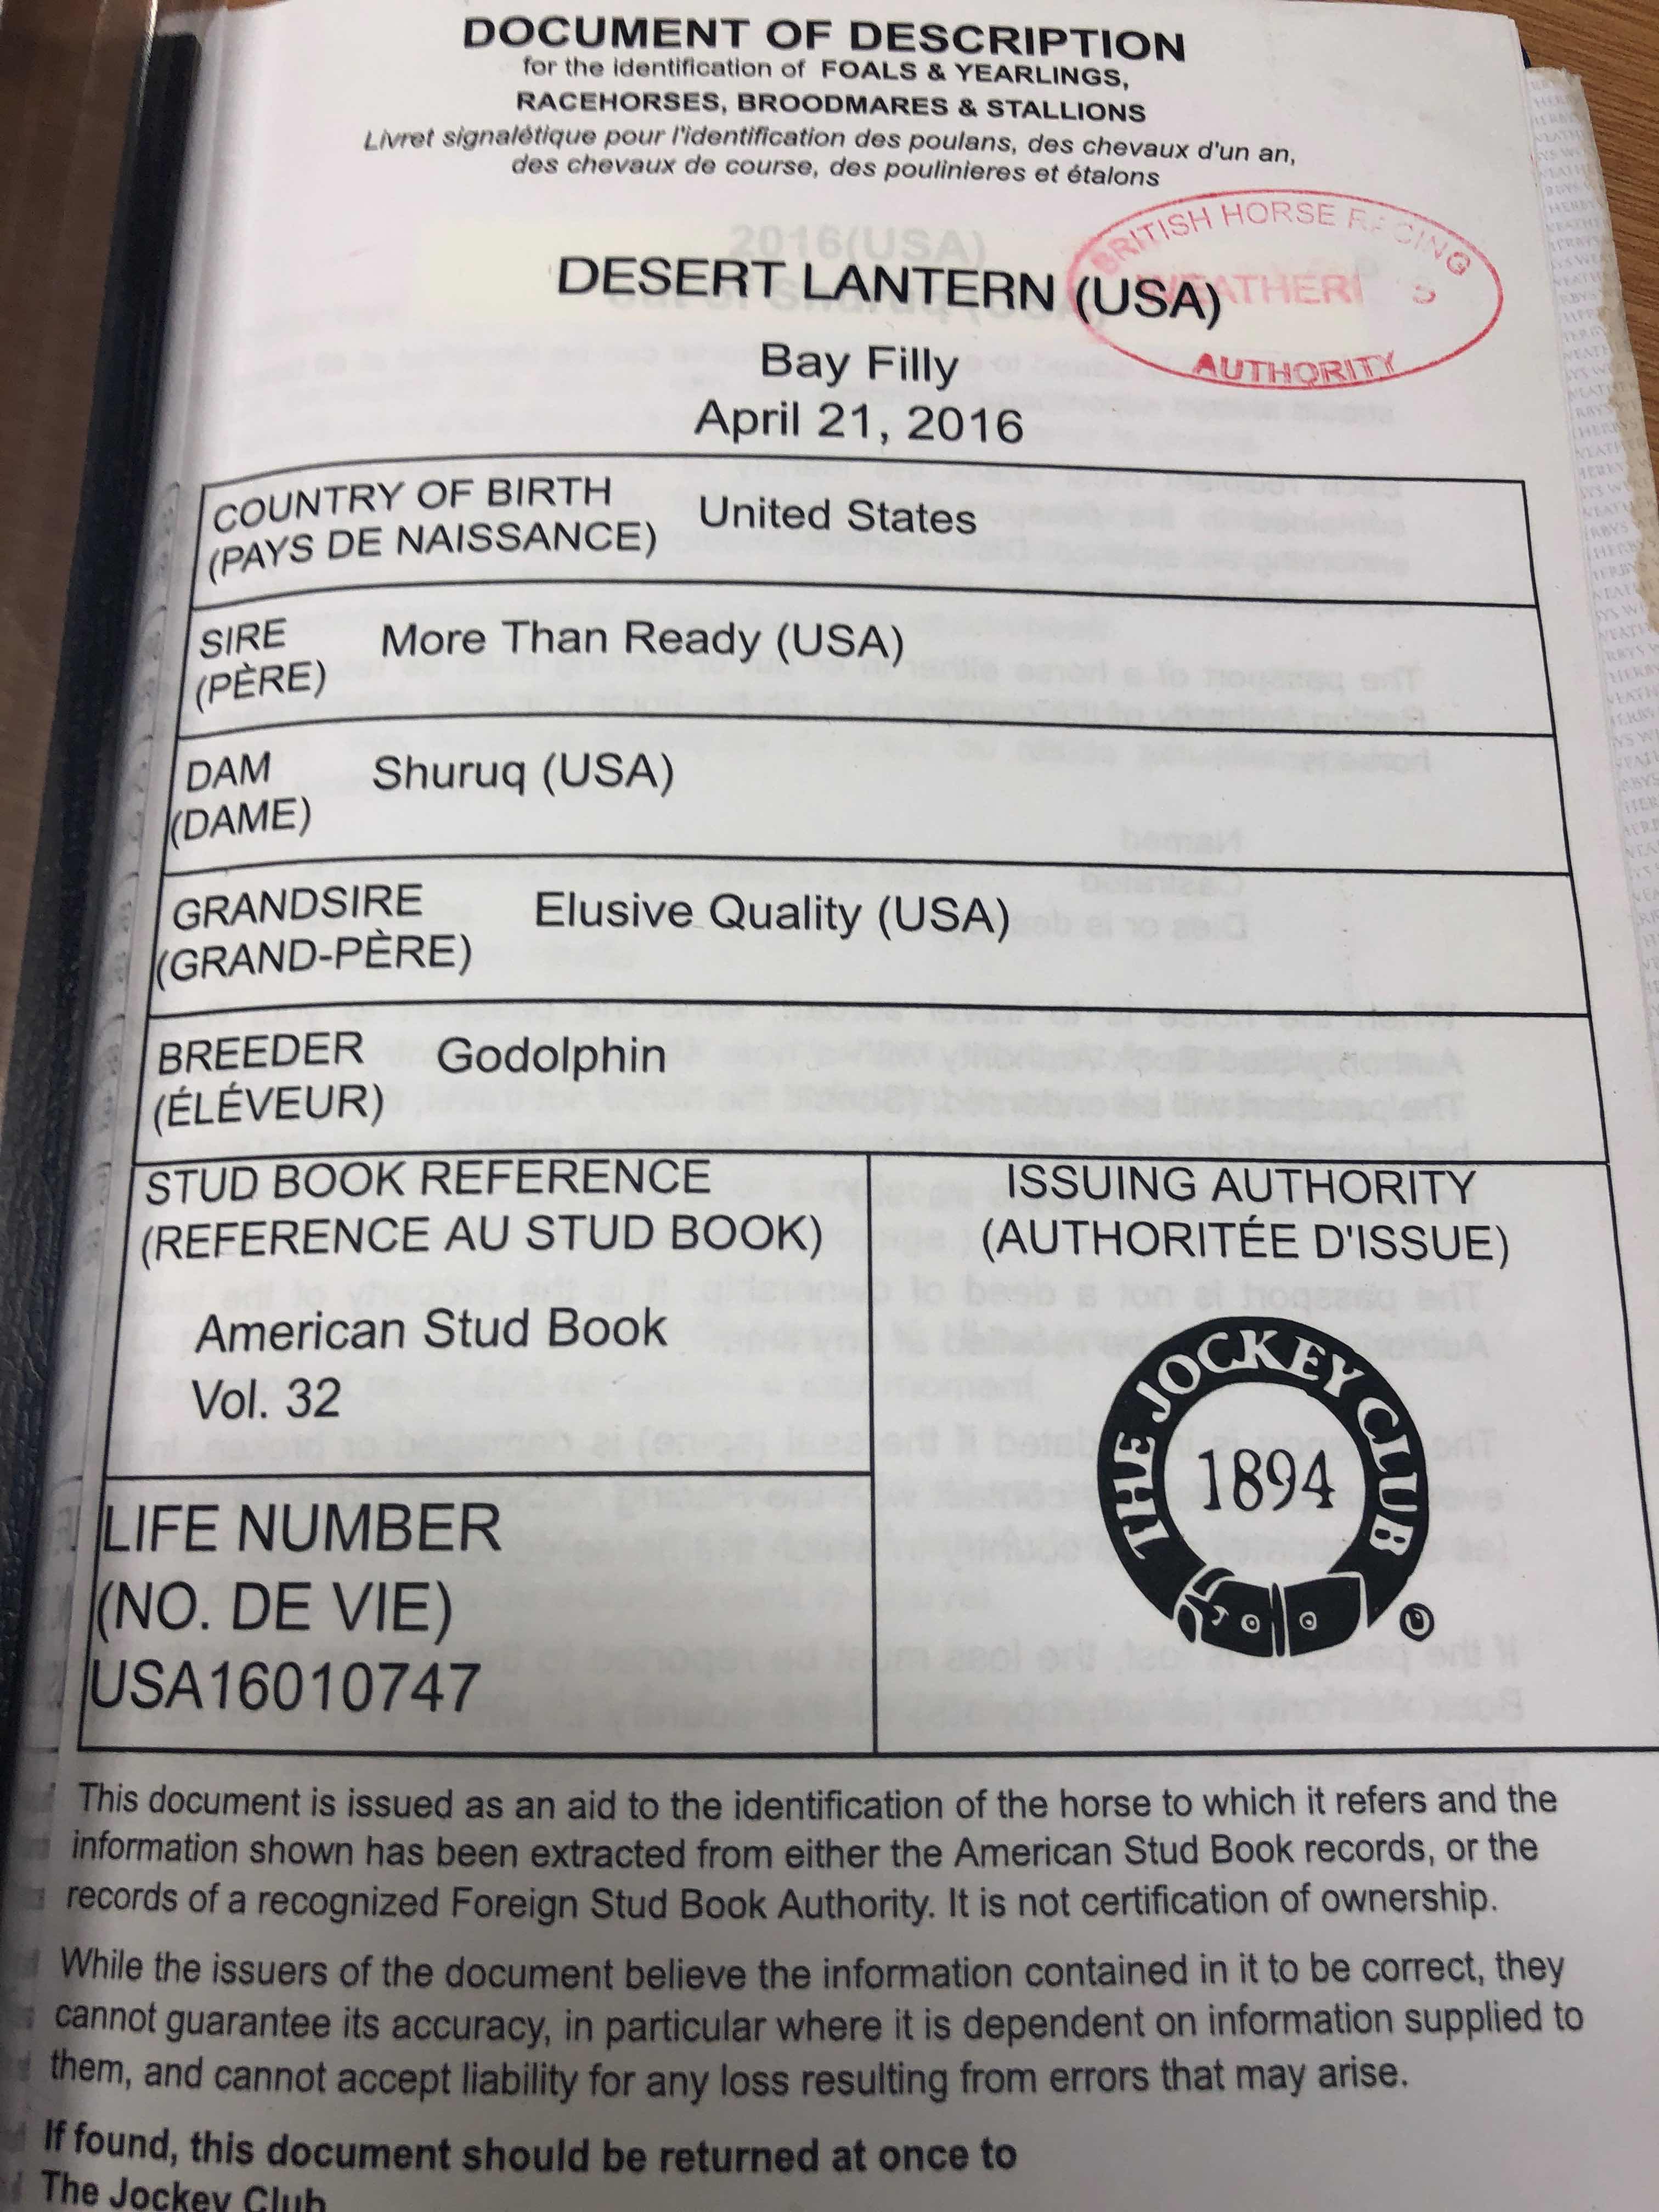 DOCUMENT OF DESCRIPTION
for the identification of FOALS & YEARLINGS,
RACEHORSES, BROODMARES & STALLIONS
Livret signalétique pour l'identification des poulans, des chevaux d'un an,
des chevaux de course, des poulinieres et étalons
2016(USA)
DESERT LANTERN (USA)
BRITISH HORSE RACING
WEATHERBYS
AUTHORITY
Bay Filly
April 21, 2016
COUNTRY OF BIRTH United States
(PAYS DE NAISSANCE)
SIRE More Than Ready (USA)
(PÈRE)
DAM Shuruq (USA)
(DAME)
GRANDSIRE Elusive Quality (USA)
(GRAND-PÈRE)
BREEDER Godolphin
(ÉLÉVEUR)
STUD BOOK REFERENCE
(REFERENCE AU STUD BOOK)
American Stud Book
Vol. 32
ISSUING AUTHORITY
(AUTHORITÉE D'ISSUE)
THE JOCKEY CLUB
1894
®
LIFE NUMBER
(NO. DE VIE)
USA16010747
This document is issued as an aid to the identification of the horse to which it refers and the
information shown has been extracted from either the American Stud Book records, or the
records of a recognized Foreign Stud Book Authority. It is not certification of ownership.
While the issuers of the document believe the information contained in it to be correct, they
cannot guarantee its accuracy, in particular where it is dependent on information supplied to
them, and cannot accept liability for any loss resulting from errors that may arise.
If found, this document should be returned at once to
The Jockey Club